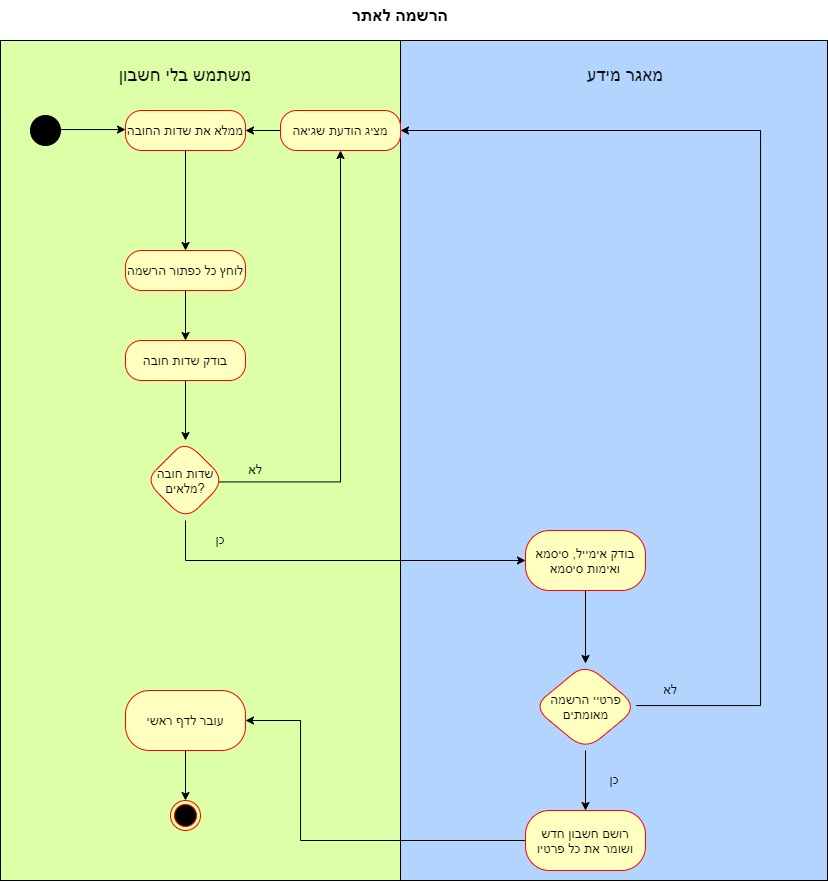 הרשמה לאתר
מאגר מידע
משתמש בלי חשבון
ממלא את שדות החובה
מציג הודעת שגיאה
לוחץ כל כפתור הרשמה
בודק שדות חובה
שדות חובה
מלאים?
לא
כן
בודק אימייל, סיסמא
ואימות סיסמא
פרטיי הרשמה
מאומתים
לא
כן
רושם חשבון חדש
ושומר את כל פרטיו
עובר לדף ראשי